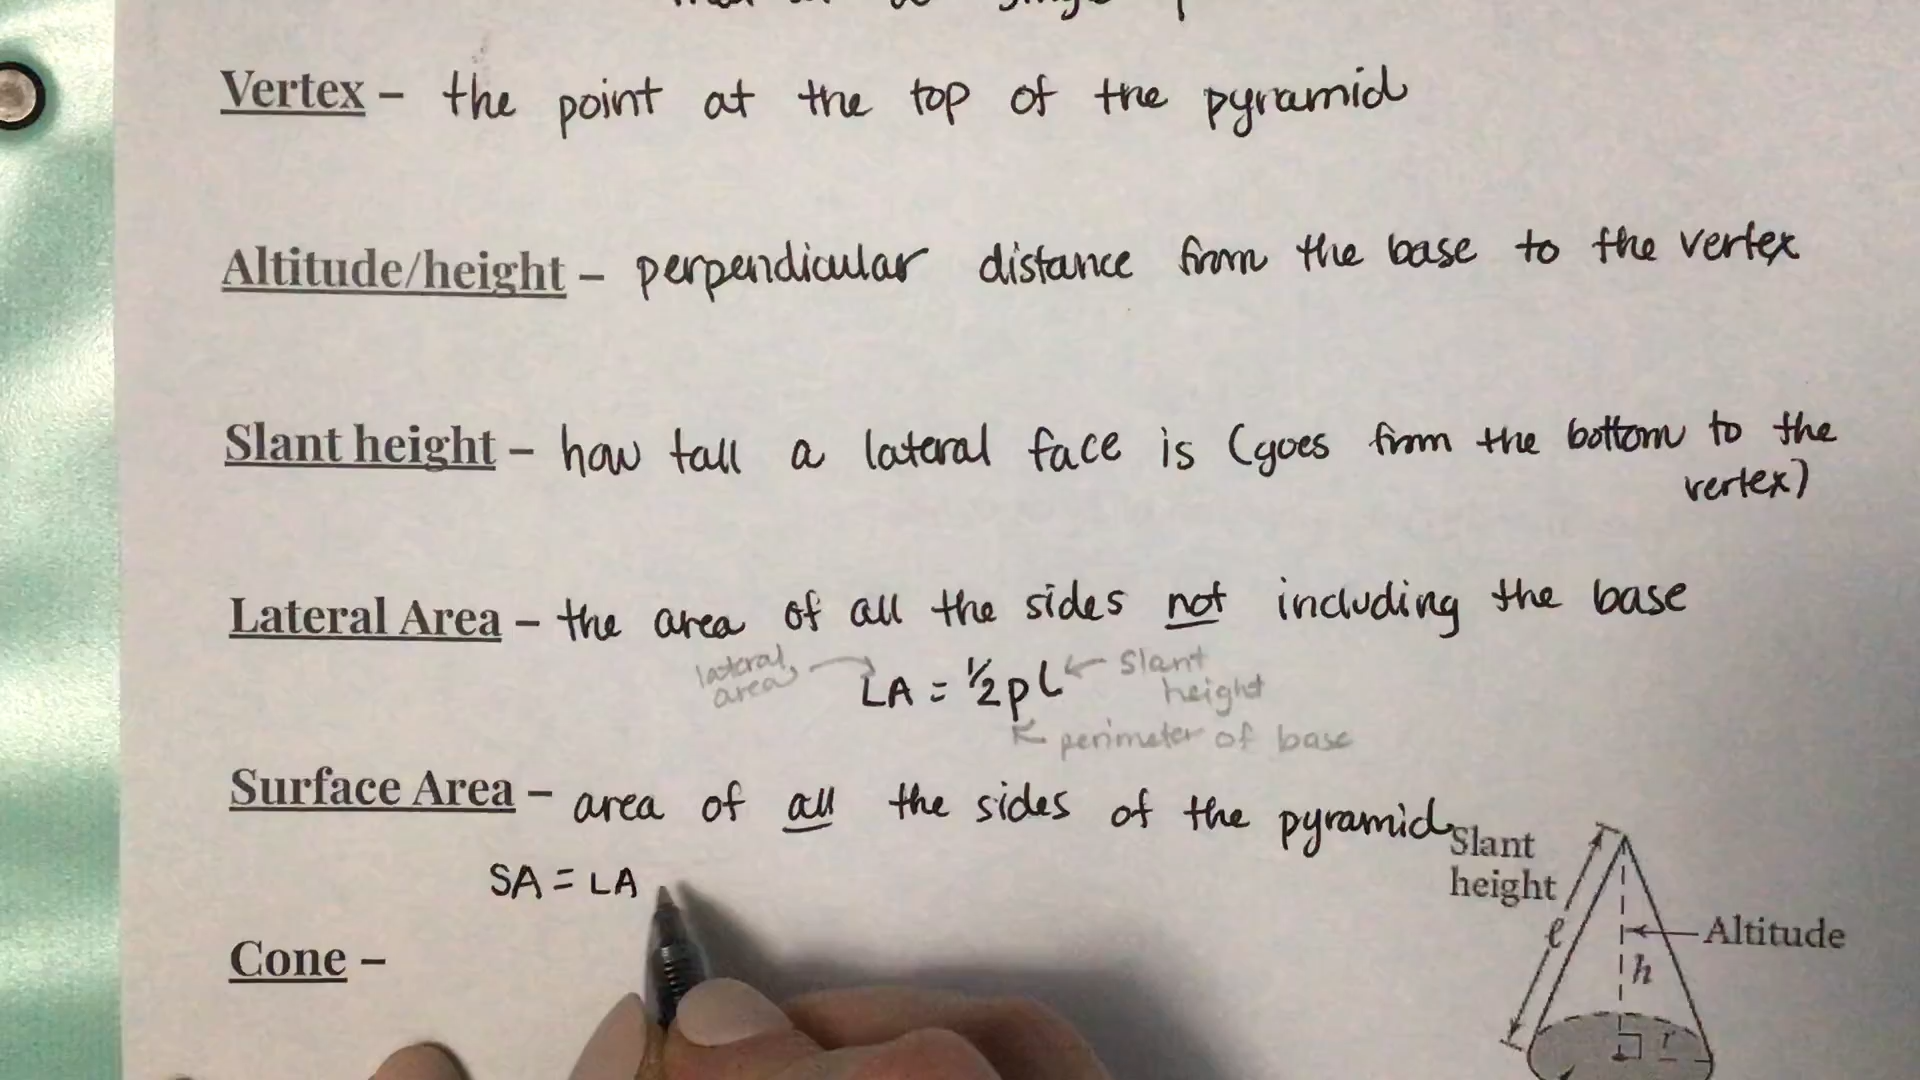 Vertex – the point at the top of the pyramid
Altitude/height – perpendicular distance from the base to the vertex
Slant height – how tall a lateral face is (goes from the bottom to the
vertex)
Lateral Area – the area of all the sides not including the base
lateral
area
LA = ½pl
slant
height
perimeter of base
Surface Area – area of all the sides of the pyramid
SA = LA
Cone –
Slant
height
ℓ
Altitude
h
r